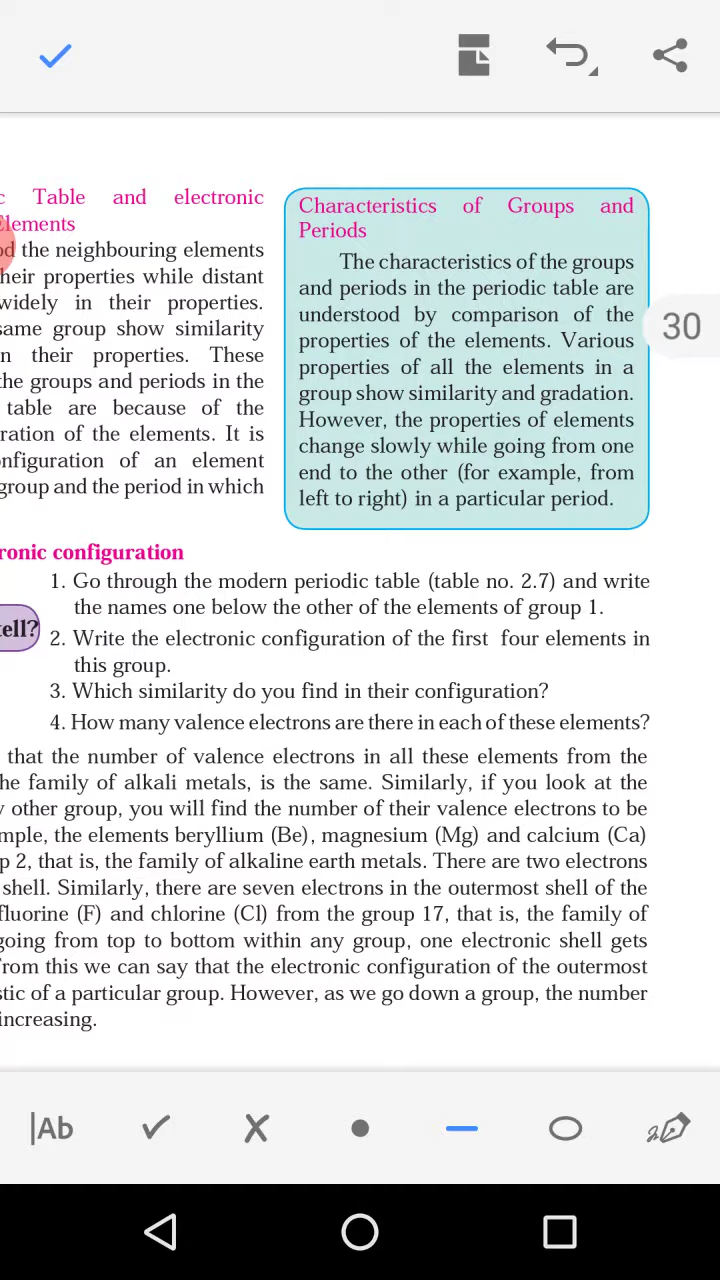 c Table and electronic
Elements
od the neighbouring elements
heir properties while distant
widely in their properties.
same group show similarity
n their properties. These
the groups and periods in the
table are because of the
ration of the elements. It is
nfiguration of an element
group and the period in which
Characteristics of Groups and
Periods
The characteristics of the groups
and periods in the periodic table are
understood by comparison of the
properties of the elements. Various
properties of all the elements in a
group show similarity and gradation.
However, the properties of elements
change slowly while going from one
end to the other (for example, from
left to right) in a particular period.
30
ronic configuration
tell?
1. Go through the modern periodic table (table no. 2.7) and write
the names one below the other of the elements of group 1.
2. Write the electronic configuration of the first four elements in
this group.
3. Which similarity do you find in their configuration?
4. How many valence electrons are there in each of these elements?
that the number of valence electrons in all these elements from the
he family of alkali metals, is the same. Similarly, if you look at the
y other group, you will find the number of their valence electrons to be
mple, the elements beryllium (Be), magnesium (Mg) and calcium (Ca)
p 2, that is, the family of alkaline earth metals. There are two electrons
shell. Similarly, there are seven electrons in the outermost shell of the
fluorine (F) and chlorine (Cl) from the group 17, that is, the family of
going from top to bottom within any group, one electronic shell gets
From this we can say that the electronic configuration of the outermost
stic of a particular group. However, as we go down a group, the number
increasing.
Ab